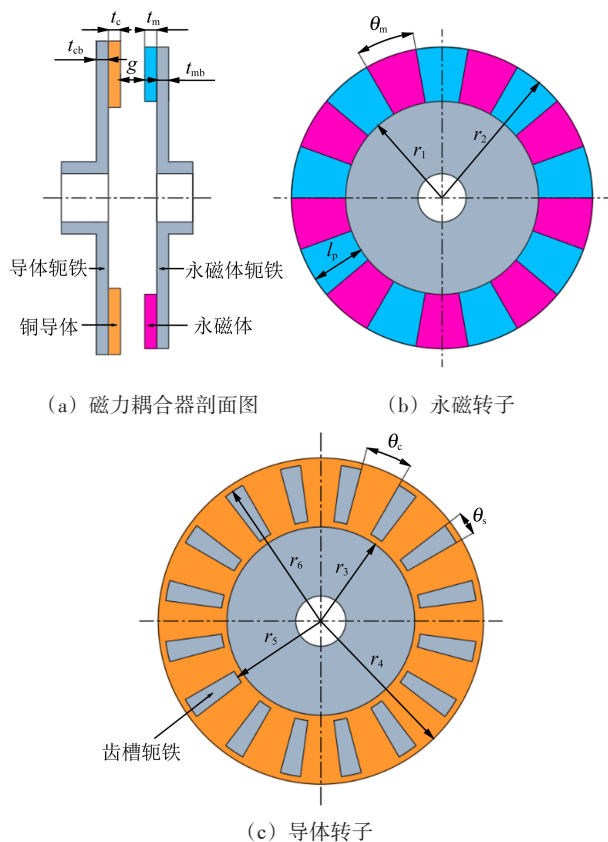 t_c t_m
t_cb g t_mb
导体轭铁 永磁体轭铁
铜导体 永磁体
(a) 磁力耦合器剖面图
θ_m
r_1 r_2
l_p
(b) 永磁转子
θ_c
θ_s
r_6 r_3
r_5 r_4
齿槽轭铁
(c) 导体转子